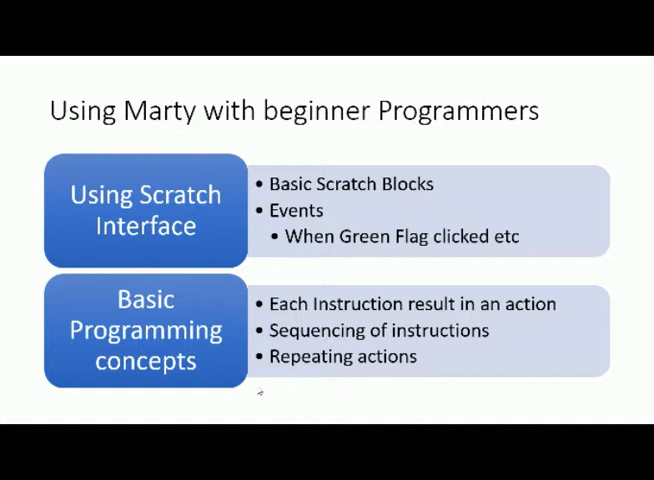 Using Marty with beginner Programmers
Using Scratch
Interface
• Basic Scratch Blocks
• Events
• When Green Flag clicked etc
Basic
Programming
concepts
• Each Instruction result in an action
• Sequencing of instructions
• Repeating actions